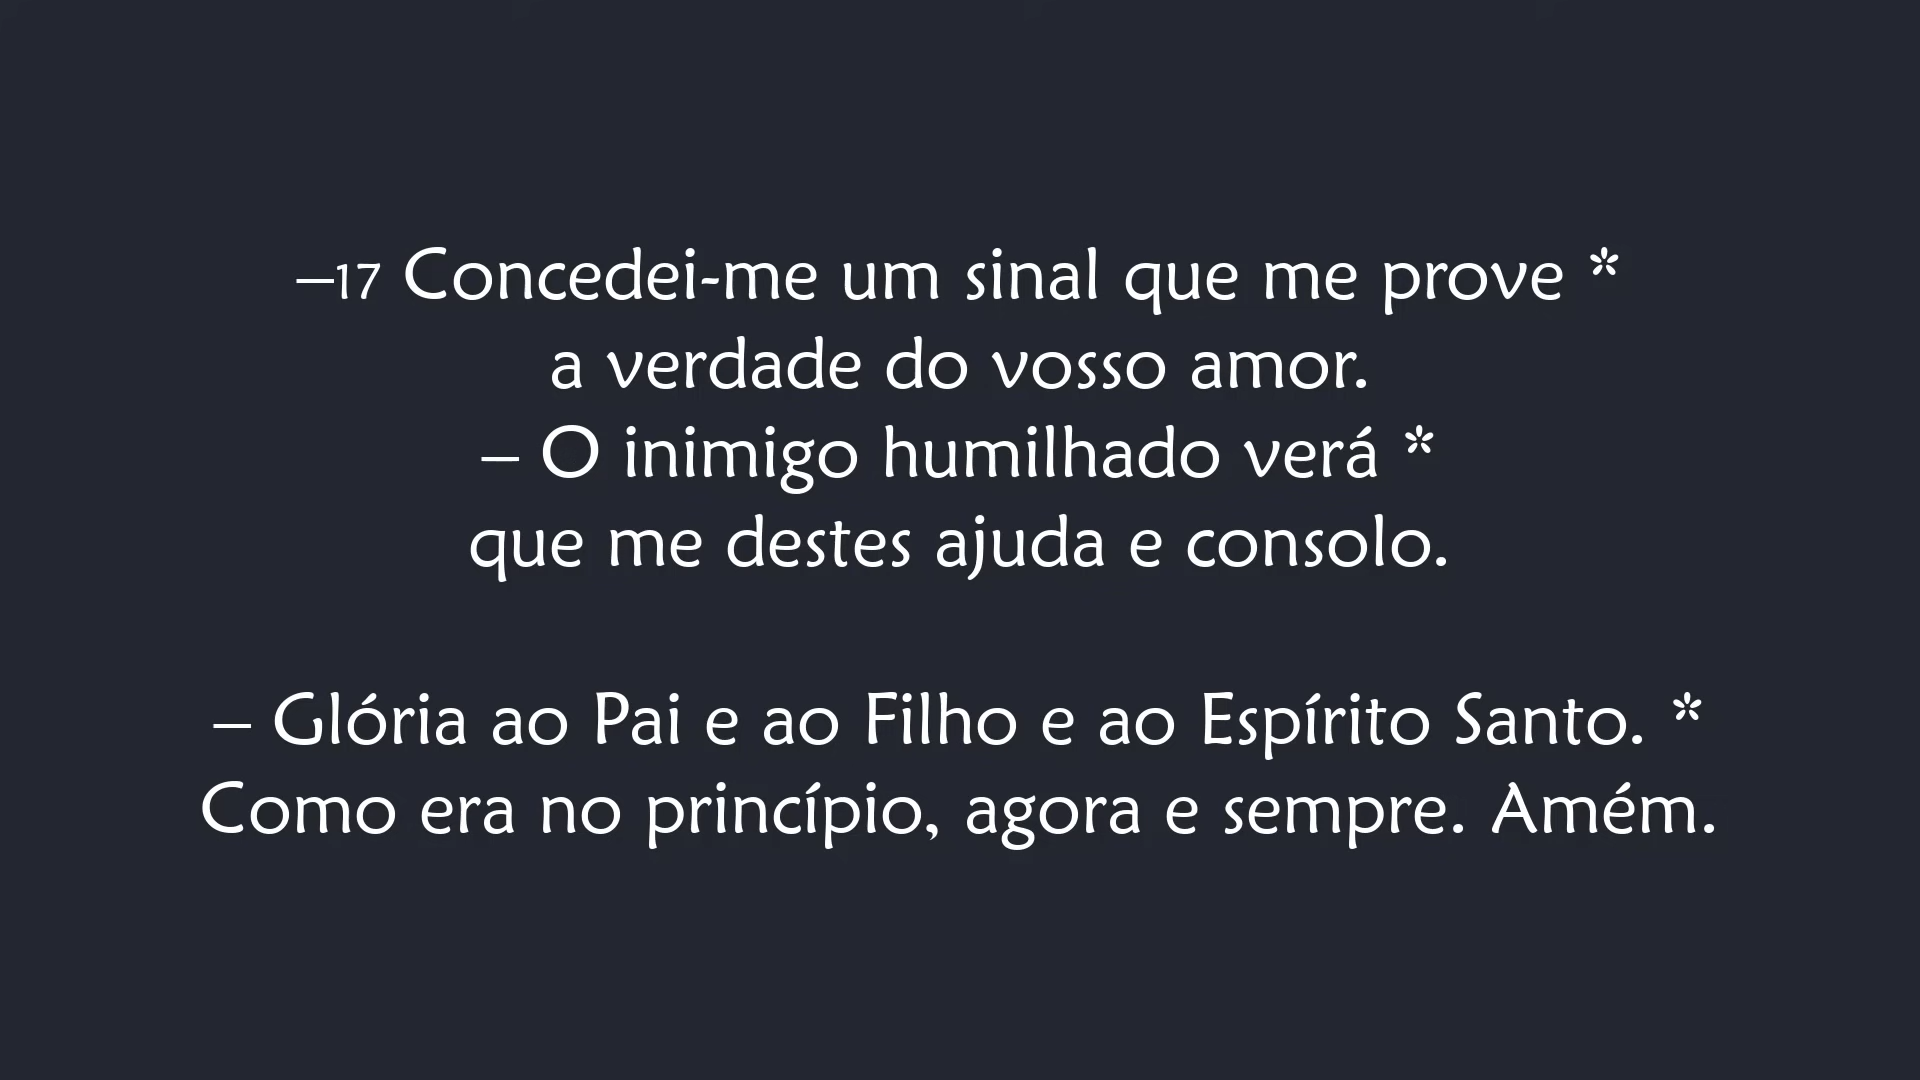 –17 Concedei-me um sinal que me prove *
a verdade do vosso amor.
– O inimigo humilhado verá *
que me destes ajuda e consolo.
– Glória ao Pai e ao Filho e ao Espírito Santo. *
Como era no princípio, agora e sempre. Amém.